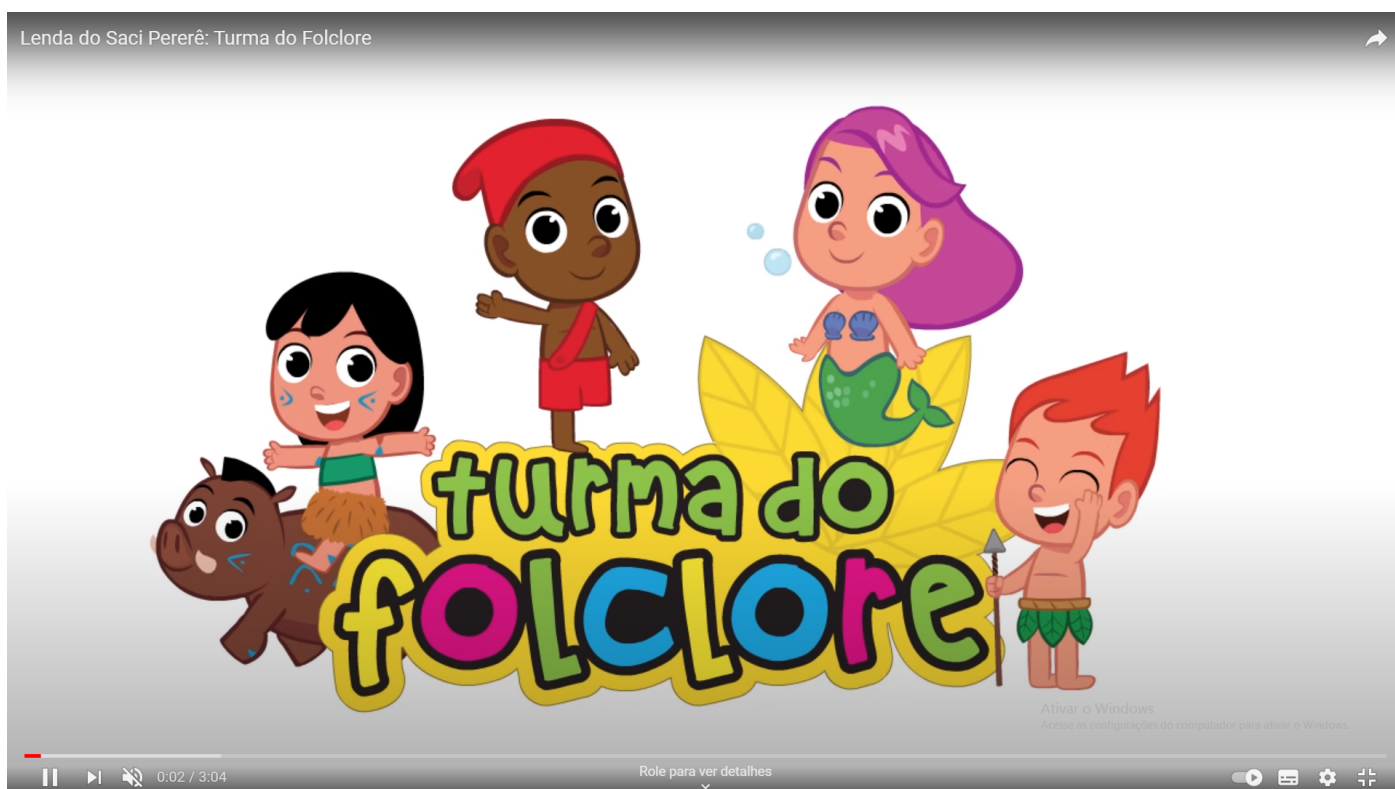 Lenda do Saci Pererê: Turma do Folclore
turma do
folclore
Ativar o Windows
Acesse as configurações do computador para ativar o Windows.
0:02 / 3:04
Role para ver detalhes